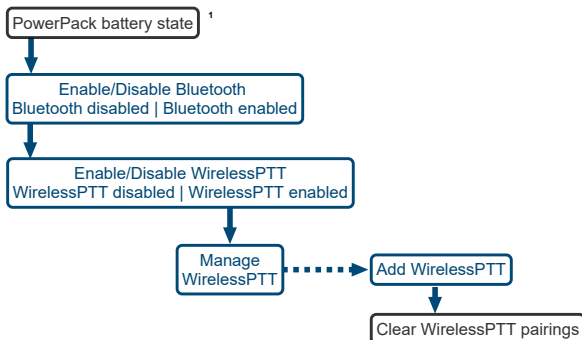 PowerPack battery state ¹
Enable/Disable Bluetooth
Bluetooth disabled | Bluetooth enabled
Enable/Disable WirelessPTT
WirelessPTT disabled | WirelessPTT enabled
Manage
WirelessPTT
Add WirelessPTT
Clear WirelessPTT pairings